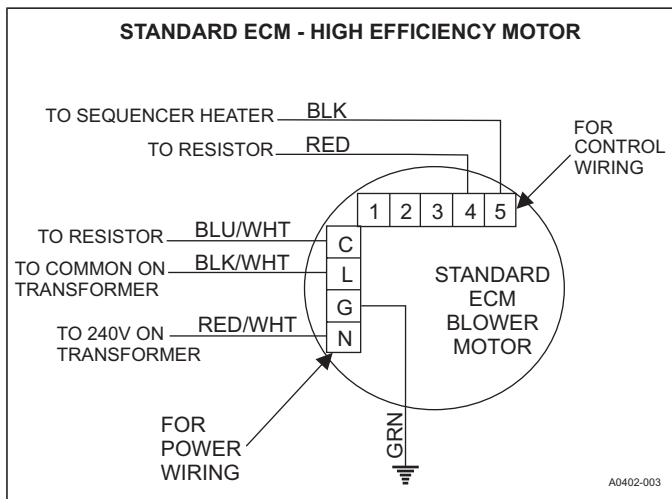 STANDARD ECM - HIGH EFFICIENCY MOTOR
TO SEQUENCER HEATER BLK
TO RESISTOR RED
FOR
CONTROL
WIRING
1 2 3 4 5
TO RESISTOR BLU/WHT
C
TO COMMON ON
TRANSFORMER
BLK/WHT
L
G
TO 240V ON
TRANSFORMER
RED/WHT
N
STANDARD
ECM
BLOWER
MOTOR
FOR
POWER
WIRING
GRN
A0402-003